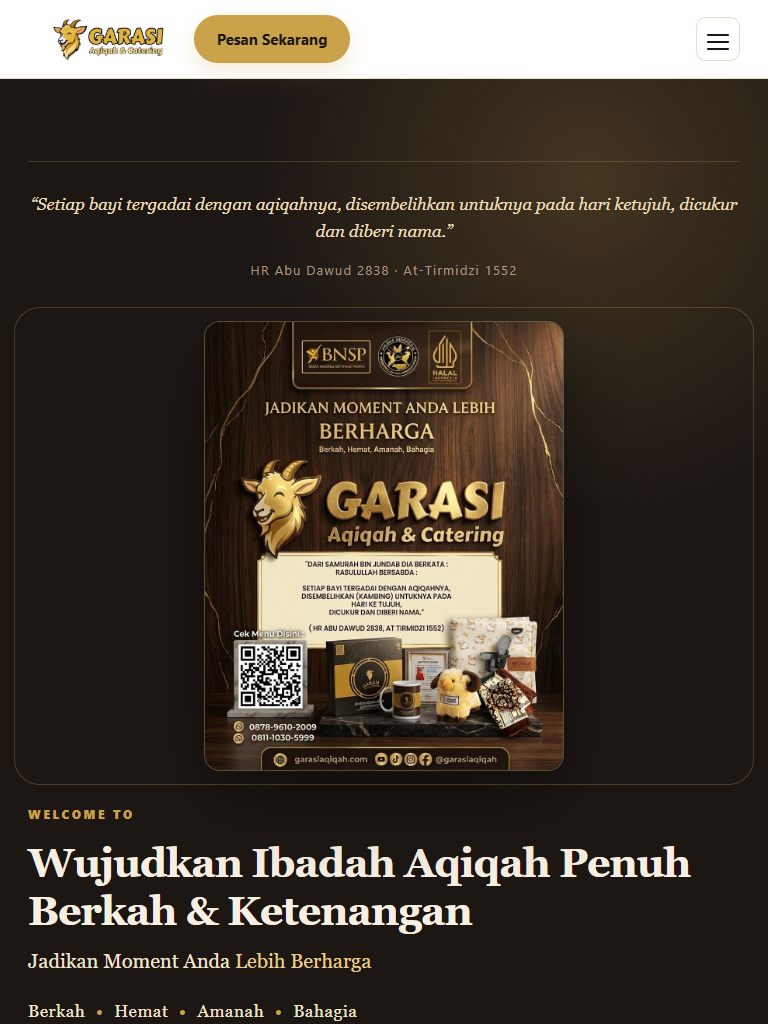 GARASI
Aqiqah & Catering
Pesan Sekarang
“Setiap bayi tergadai dengan aqiqahnya, disembelihkan untuknya pada hari ketujuh, dicukur
dan diberi nama.”
HR Abu Dawud 2838 · At-Tirmidzi 1552
BNSP
HALAL
INDONESIA
JADIKAN MOMENT ANDA LEBIH
BERHARGA
Berkah, Hemat, Amanah, Bahagia
GARASI
Aqiqah & Catering
"DARI SAMURAH BIN JUNDAB DIA BERKATA :
RASULULLAH BERSABDA :
SETIAP BAYI TERGADAI DENGAN AQIQAHNYA,
DISEMBELIHKAN (KAMBING) UNTUKNYA PADA
HARI KE TUJUH,
DICUKUR DAN DIBERI NAMA."
( HR ABU DAWUD 2838, AT TIRMIDZI 1552)
Cek Menu Disini :
0878-9610-2009
0811-1030-5999
garasiaqiqah.com
@garasiaqiqah
WELCOME TO
Wujudkan Ibadah Aqiqah Penuh
Berkah & Ketenangan
Jadikan Moment Anda Lebih Berharga
Berkah • Hemat • Amanah • Bahagia